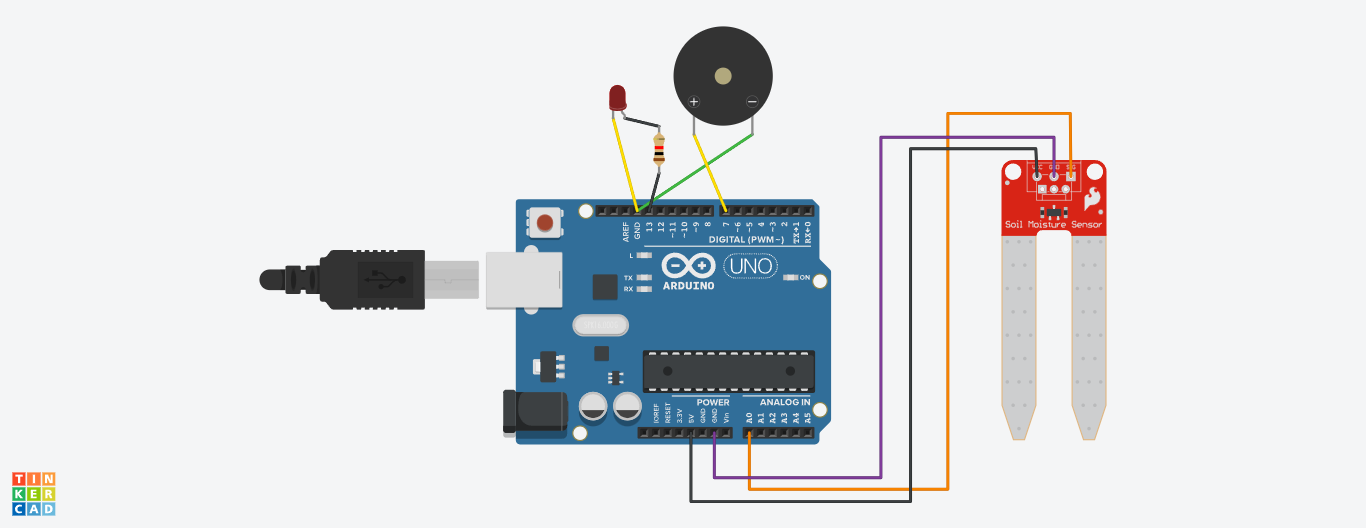 + −
VCC GND SIG
Soil Moisture Sensor
AREF
GND
13
12
~11
~10
~9
8
7
~6
~5
4
~3
2
TX→1
RX←0
DIGITAL (PWM~)
L
TX
RX
ARDUINO
UNO
ON
POWER
ANALOG IN
IOREF
RESET
3.3V
5V
GND
GND
Vin
A0
A1
A2
A3
A4
A5
TIN
KER
CAD